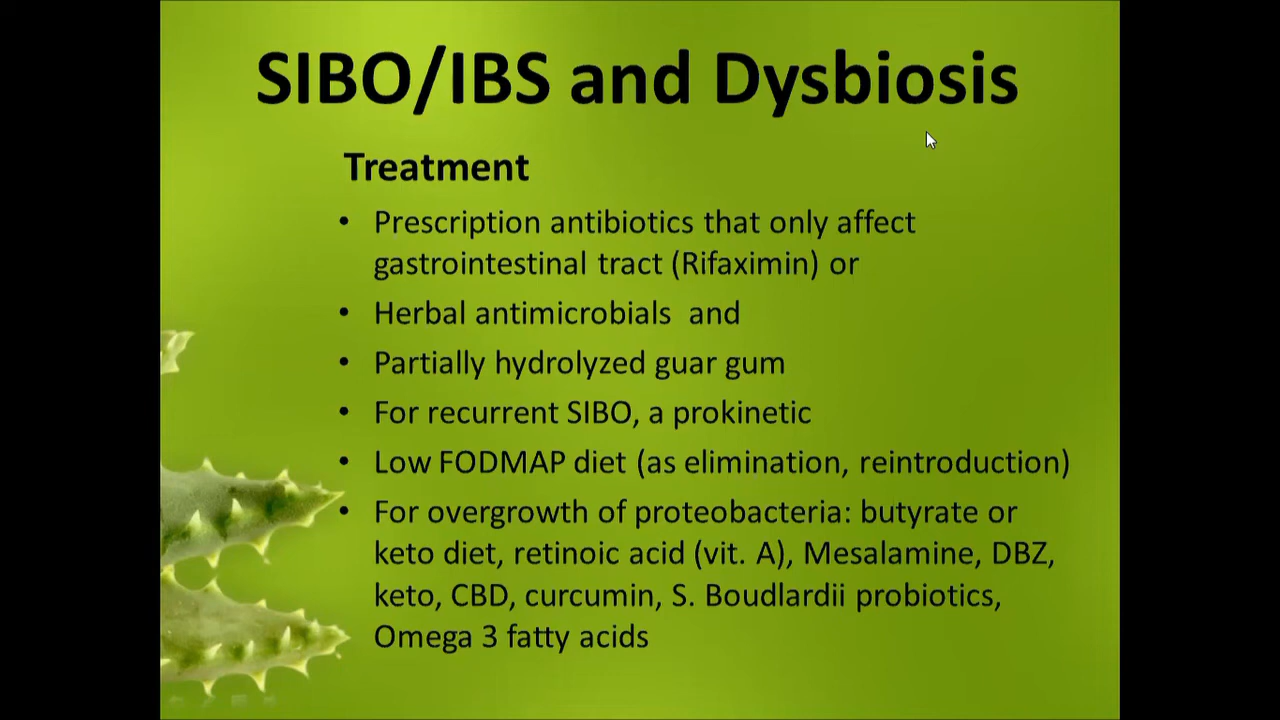 SIBO/IBS and Dysbiosis
Treatment
• Prescription antibiotics that only affect
gastrointestinal tract (Rifaximin) or
• Herbal antimicrobials and
• Partially hydrolyzed guar gum
• For recurrent SIBO, a prokinetic
• Low FODMAP diet (as elimination, reintroduction)
• For overgrowth of proteobacteria: butyrate or
keto diet, retinoic acid (vit. A), Mesalamine, DBZ,
keto, CBD, curcumin, S. Boudlardii probiotics,
Omega 3 fatty acids